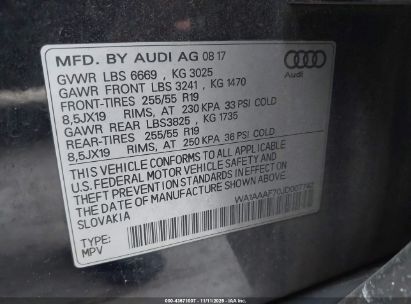 MFD. BY AUDI AG 08 17
GVWR LBS 6669 , KG 3025
GAWR FRONT LBS 3241 , KG 1470
FRONT-TIRES 255/55 R19
8,5JX19 RIMS, AT 230 KPA 33 PSI COLD
GAWR REAR LBS3825 , KG 1735
REAR-TIRES 255/55 R19
8,5JX19 RIMS, AT 250 KPA 36 PSI COLD
THIS VEHICLE CONFORMS TO ALL APPLICABLE
U.S.FEDERAL MOTOR VEHICLE SAFETY AND
THEFT PREVENTION STANDARDS IN EFFECT ON
THE DATE OF MANUFACTURE SHOWN ABOVE
SLOVAKIA
TYPE:
MPV
Audi